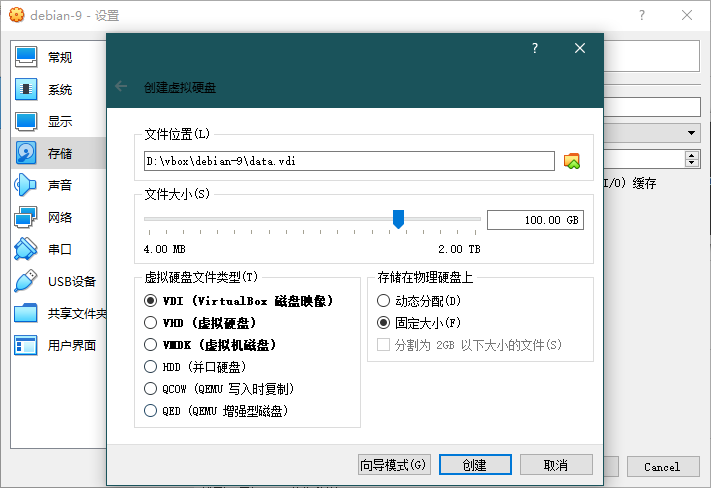 debian-9 - 设置
常规
系统
显示
存储
声音
网络
串口
USB设备
共享文件夹
用户界面
I/O) 缓存
Cancel
创建虚拟硬盘
文件位置(L)
D:\vbox\debian-9\data.vdi
文件大小(S)
100.00 GB
4.00 MB
2.00 TB
虚拟硬盘文件类型(T)
VDI (VirtualBox 磁盘映像)
VHD (虚拟硬盘)
VMDK (虚拟机磁盘)
HDD (并口硬盘)
QCOW (QEMU 写入时复制)
QED (QEMU 增强型磁盘)
存储在物理硬盘上
动态分配(D)
固定大小(F)
分割为 2GB 以下大小的文件(S)
向导模式(G)
创建
取消